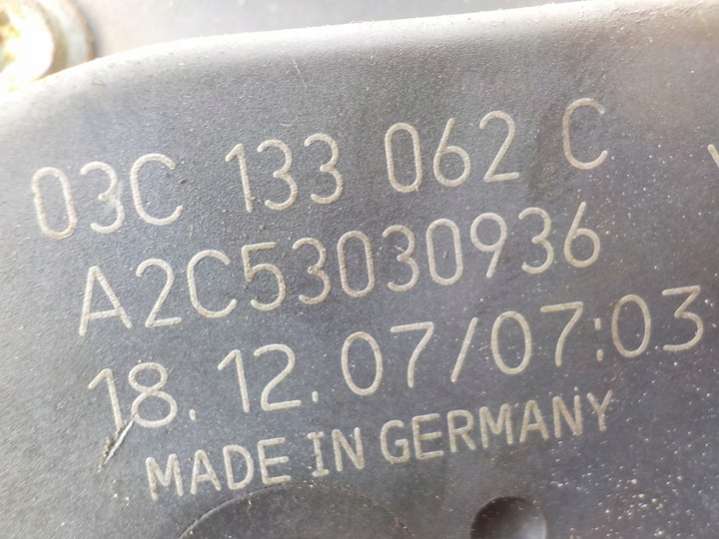 03C 133 062 C
A2C53030936
18.12.07/07:03
MADE IN GERMANY